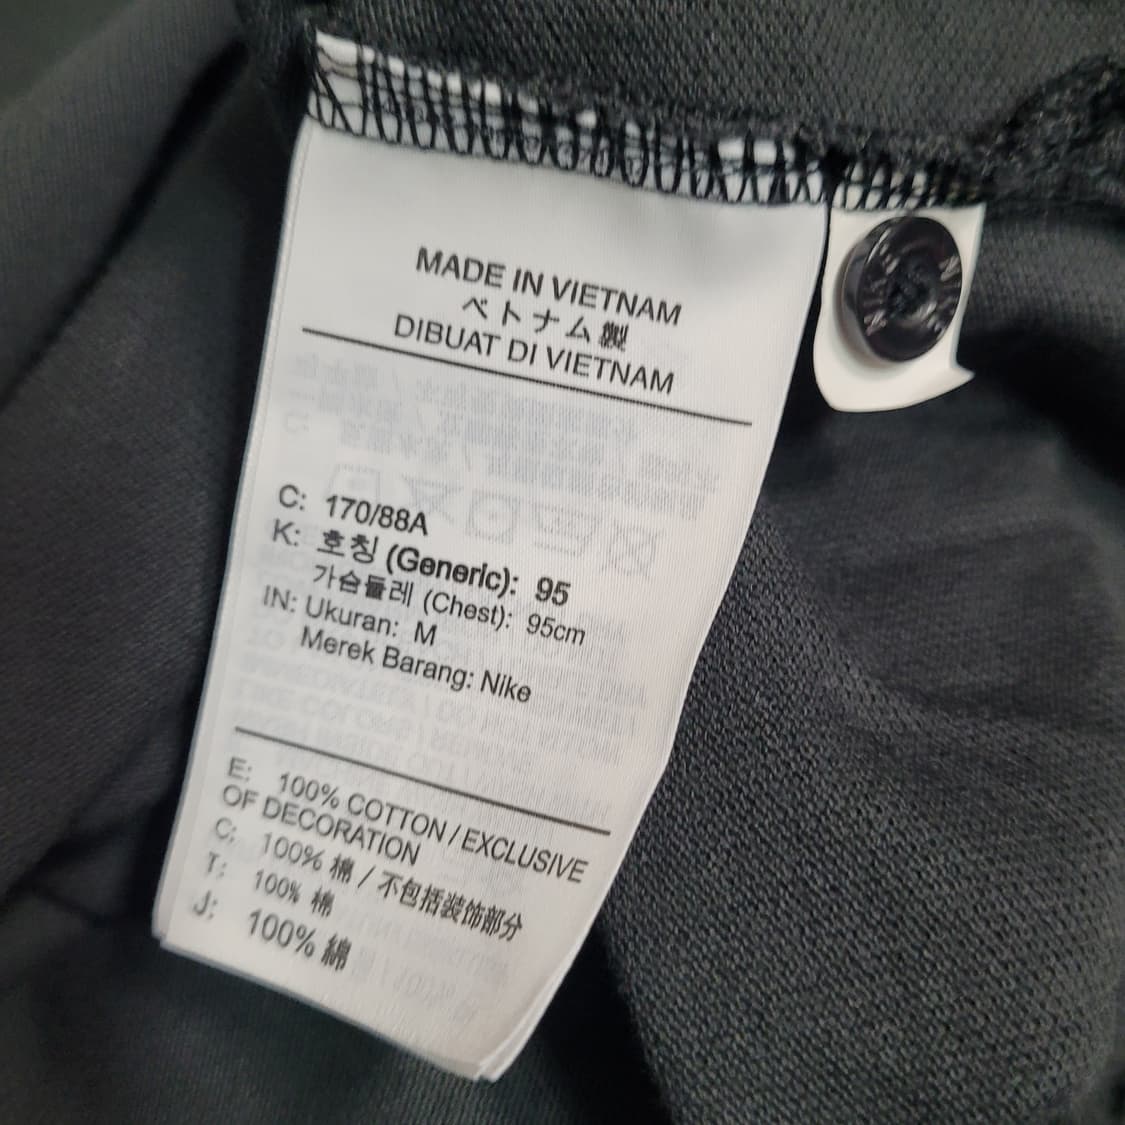 MADE IN VIETNAM
ベトナム製
DIBUAT DI VIETNAM
C: 170/88A
K: 호칭 (Generic): 95
가슴둘레 (Chest): 95cm
IN: Ukuran: M
Merek Barang: Nike
E: 100% COTTON / EXCLUSIVE
OF DECORATION
C: 100% 棉 / 不包括装饰部分
T: 100% 棉
J: 100% 綿